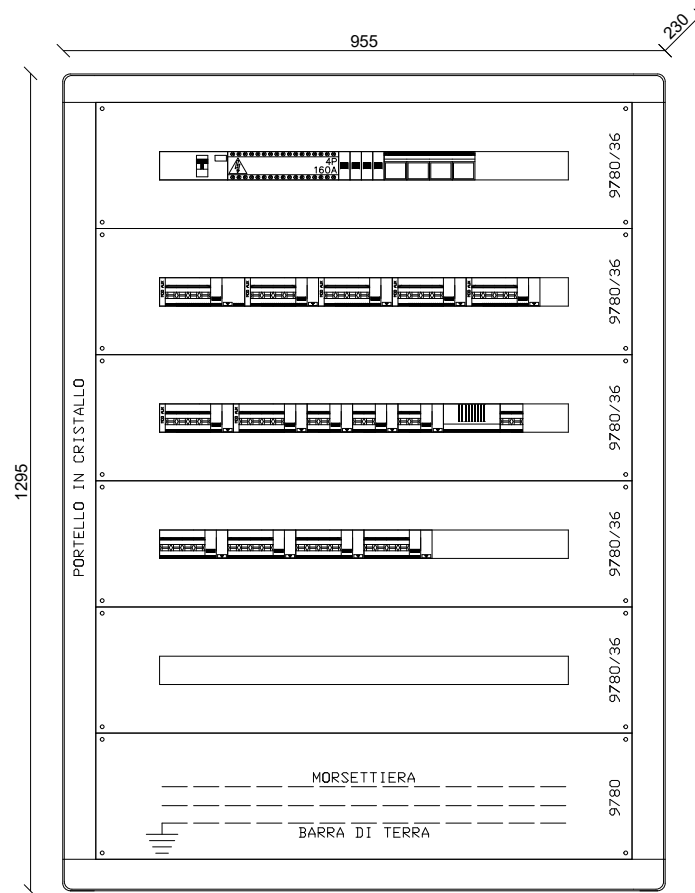 955
230
1295
PORTELLO IN CRISTALLO
4P
160A
9780/36
9780/36
9780/36
9780/36
9780/36
9780
MORSETTIERA
BARRA DI TERRA